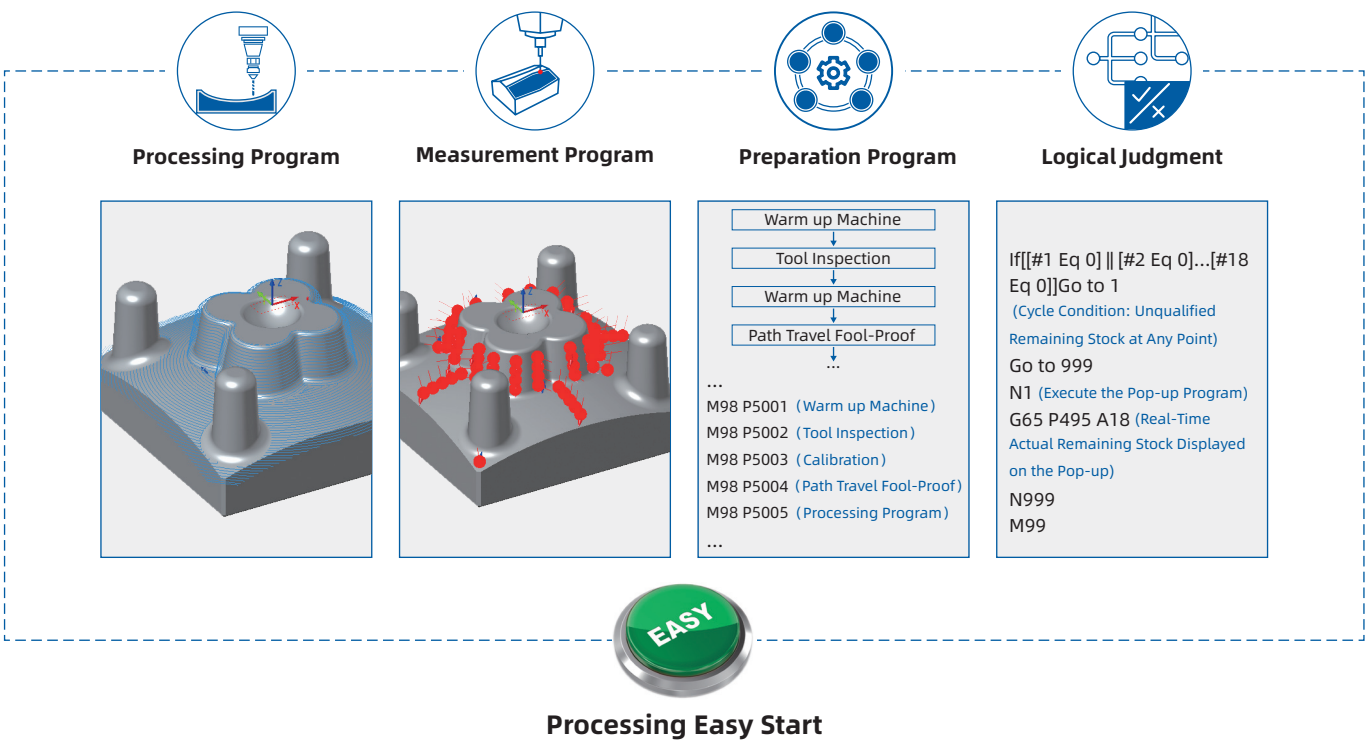 Processing Program
Measurement Program
Preparation Program
Logical Judgment
Z
X
Z
X
Warm up Machine
Tool Inspection
Warm up Machine
Path Travel Fool-Proof
...
...
M98 P5001 (Warm up Machine)
M98 P5002 (Tool Inspection)
M98 P5003 (Calibration)
M98 P5004 (Path Travel Fool-Proof)
M98 P5005 (Processing Program)
...
If[[#1 Eq 0] || [#2 Eq 0]...[#18
Eq 0]]Go to 1
(Cycle Condition: Unqualified
Remaining Stock at Any Point)
Go to 999
N1 (Execute the Pop-up Program)
G65 P495 A18 (Real-Time
Actual Remaining Stock Displayed
on the Pop-up)
N999
M99
EASY
Processing Easy Start